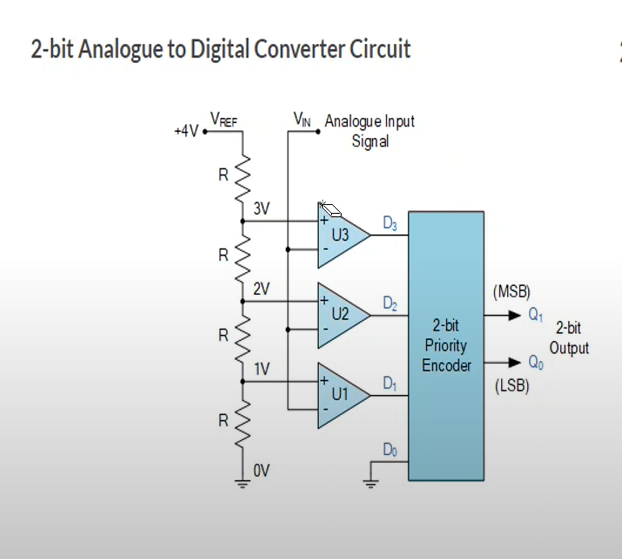 2-bit Analogue to Digital Converter Circuit
VREF
+4V
VIN Analogue Input
Signal
R
3V
+
U3
-
D3
R
2V
+
U2
-
D2
R
1V
+
U1
-
D1
R
0V
D0
2-bit
Priority
Encoder
(MSB)
Q1
2-bit
Output
Q0
(LSB)